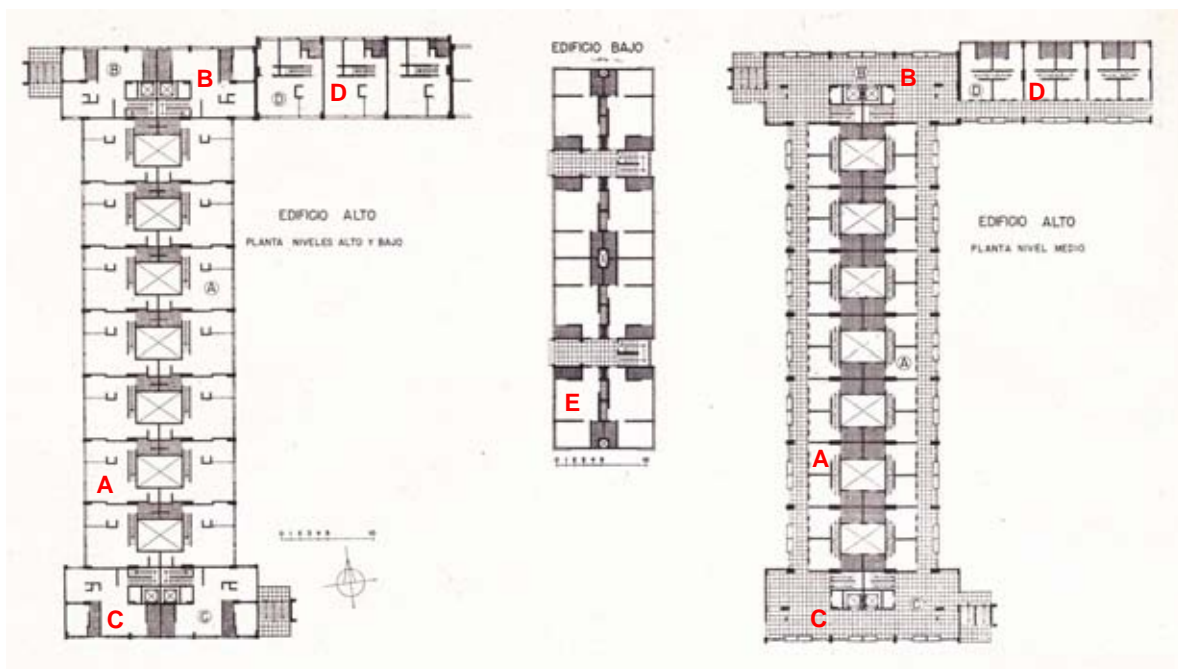 B
B
D
D
EDIFICIO ALTO
PLANTA NIVELES ALTO Y BAJO
A
A
C
C
EDIFICIO BAJO
E
B
D
D
EDIFICIO ALTO
PLANTA NIVEL MEDIO
A
A
C